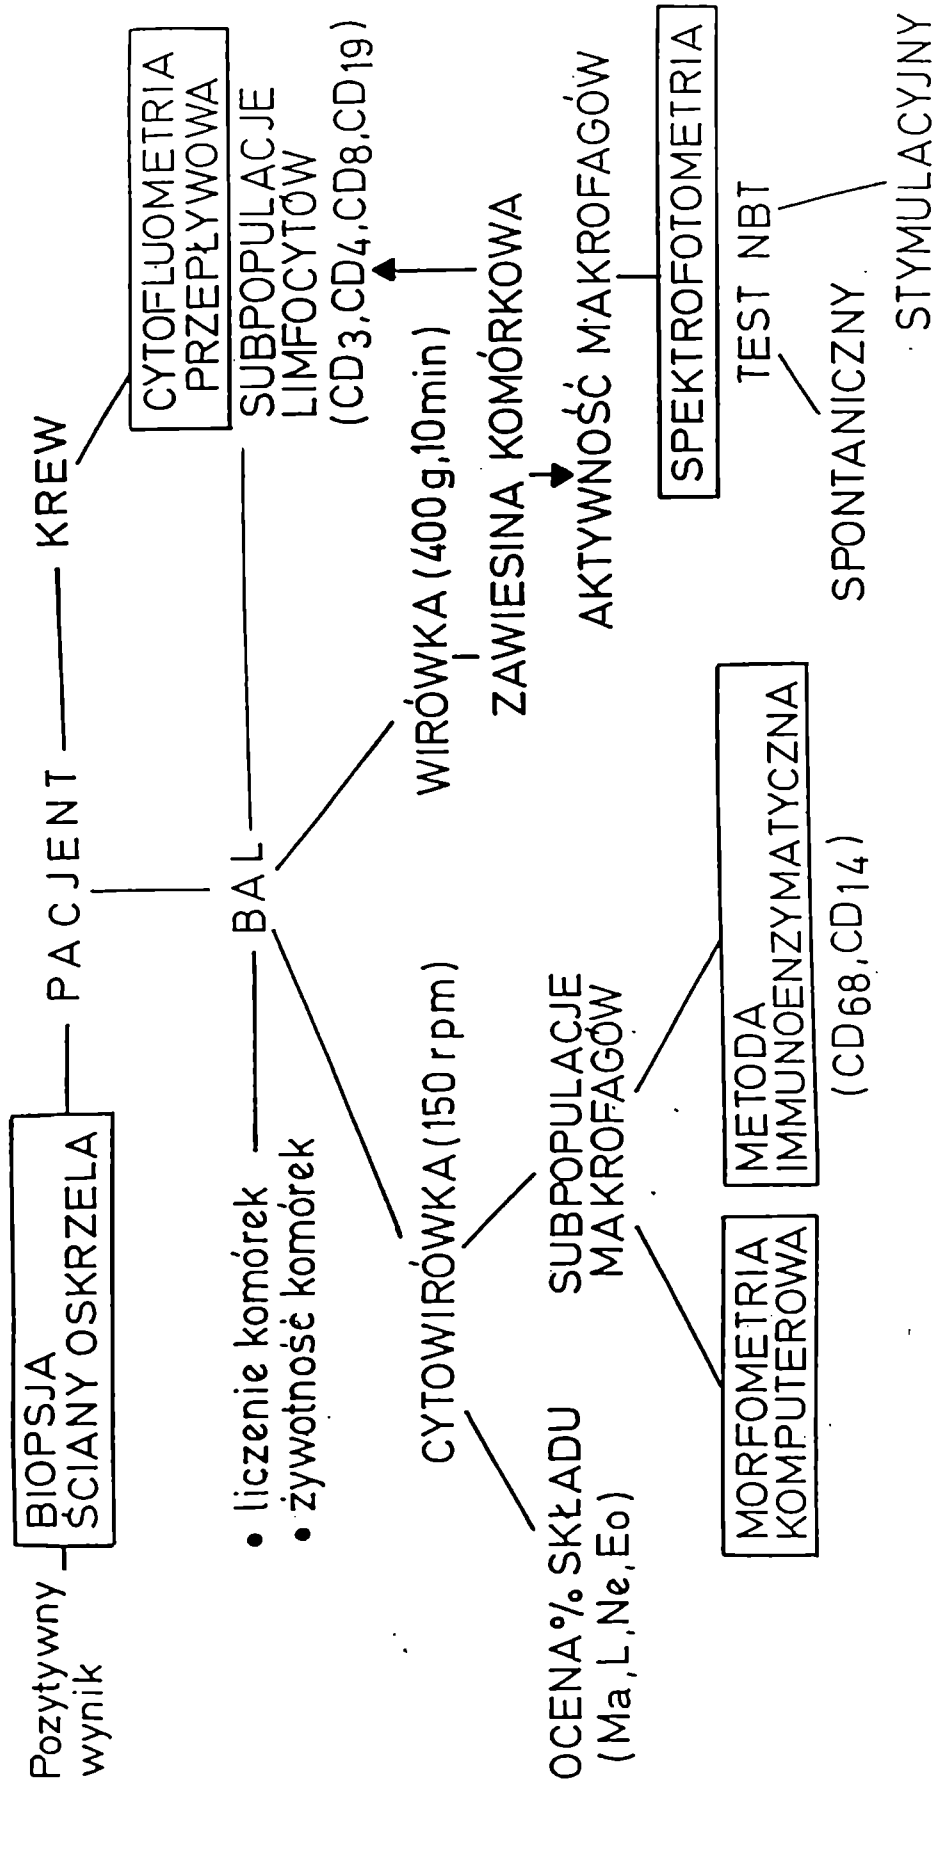 Pozytywny
wynik
BIOPSJA
ŚCIANY OSKRZELA
PACJENT
KREW
CYTOFLUOMETRIA
PRZEPŁYWOWA
SUBPOPULACJE
LIMFOCYTÓW
(CD3,CD4,CD8,CD19)
BAL
• liczenie komórek
• żywotność komórek
CYTOWIRÓWKA (150 rpm)
WIRÓWKA (400g,10min)
ZAWIESINA KOMÓRKOWA
OCENA % SKŁADU
(Ma,L,Ne,Eo)
SUBPOPULACJE
MAKROFAGÓW
AKTYWNOŚĆ MAKROFAGÓW
MORFOMETRIA
KOMPUTEROWA
METODA
IMMUNOENZYMATYCZNA
(CD68,CD14)
SPEKTROFOTOMETRIA
TEST NBT
SPONTANICZNY
STYMULACYJNY